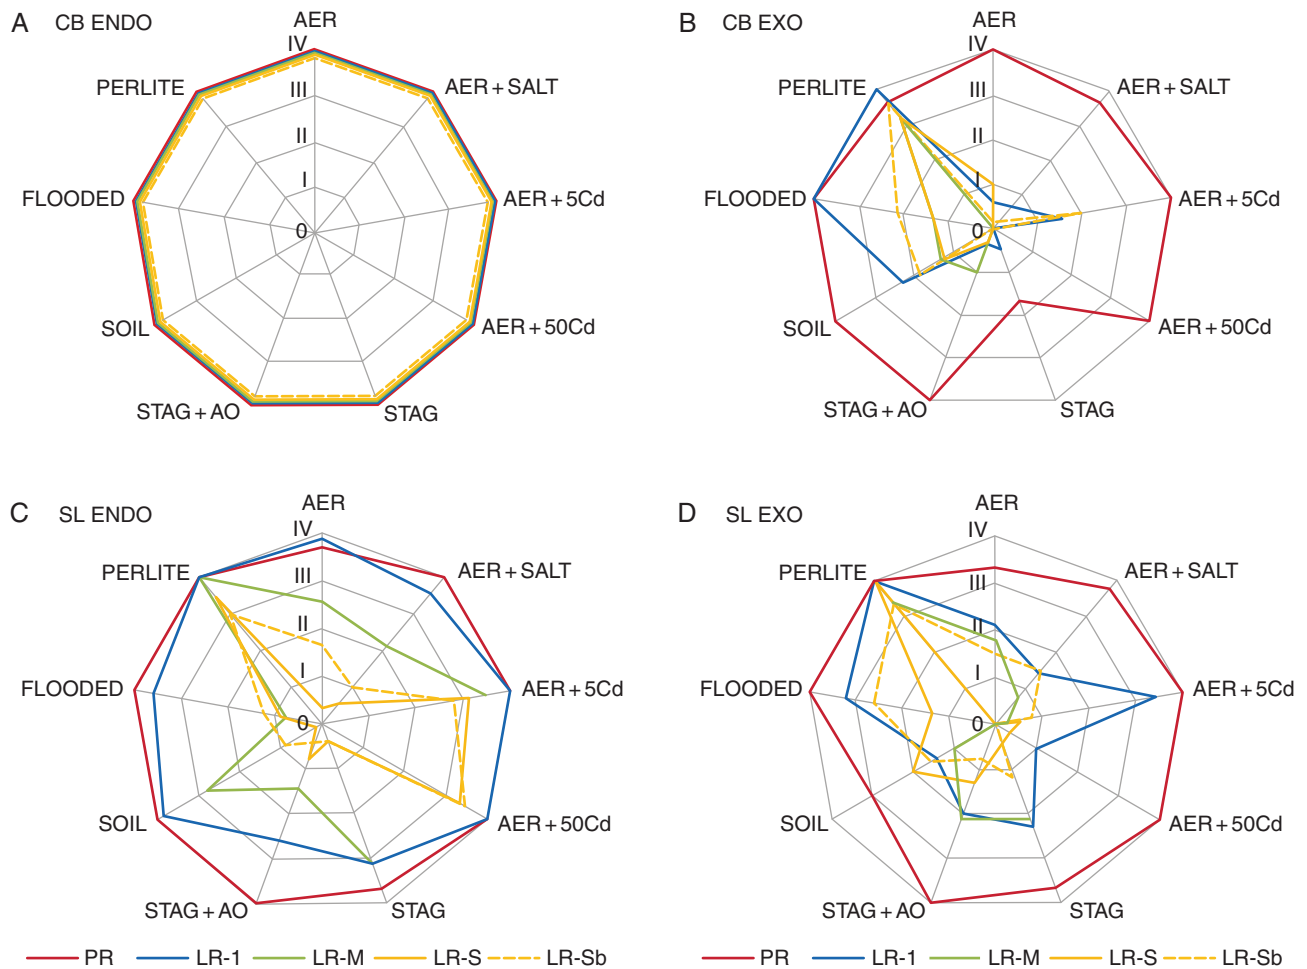 A CB ENDO
AER
IV
III
II
I
0
AER + SALT
AER + 5Cd
AER + 50Cd
STAG
STAG + AO
SOIL
FLOODED
PERLITE
B CB EXO
AER
IV
III
II
I
0
AER + SALT
AER + 5Cd
AER + 50Cd
STAG
STAG + AO
SOIL
FLOODED
PERLITE
C SL ENDO
AER
IV
III
II
I
0
AER + SALT
AER + 5Cd
AER + 50Cd
STAG
STAG + AO
SOIL
FLOODED
PERLITE
D SL EXO
AER
IV
III
II
I
0
AER + SALT
AER + 5Cd
AER + 50Cd
STAG
STAG + AO
SOIL
FLOODED
PERLITE
PR LR-1 LR-M LR-S LR-Sb
PR LR-1 LR-M LR-S LR-Sb